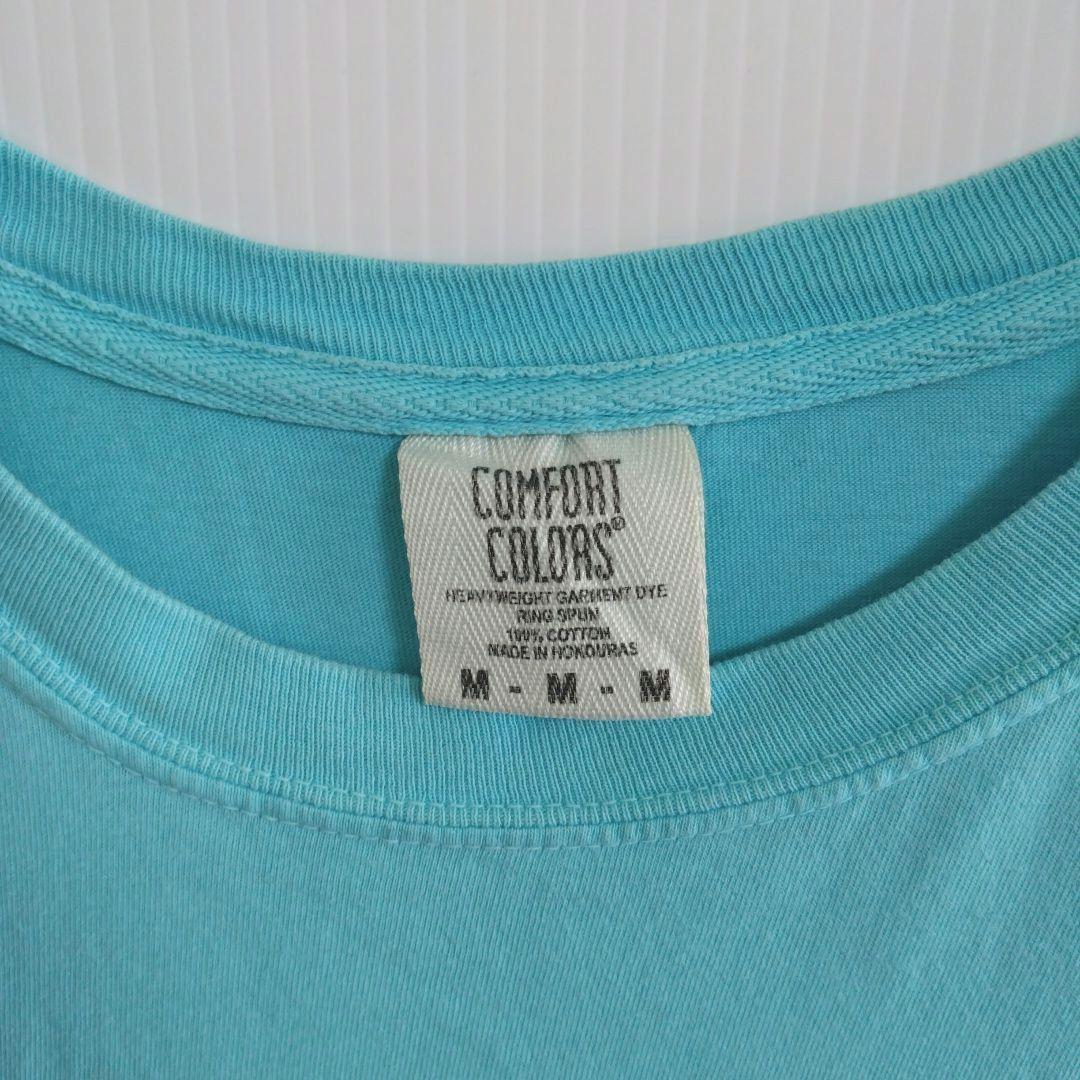 COMFORT
COLORS®
HEAVYWEIGHT GARMENT DYE
RING SPUN
100% COTTON
MADE IN HONDURAS
M - M - M